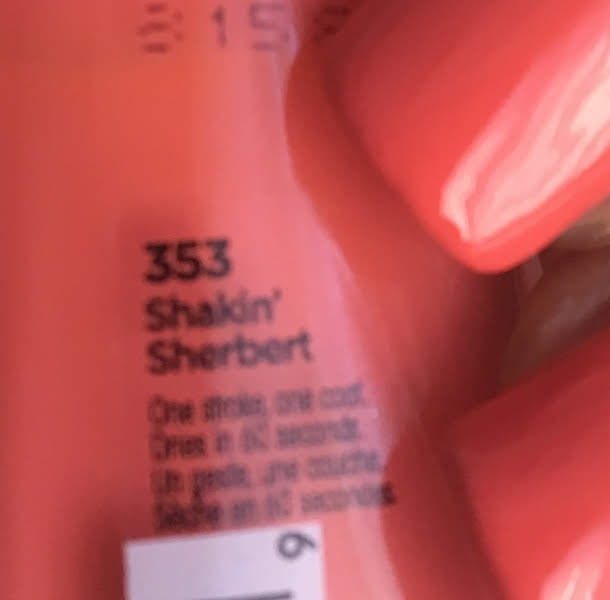 353
Shakin'
Sherbert
One stroke, one coat.
Dries in 60 seconds.
Un geste, une couche.
Sèche en 60 secondes.
9